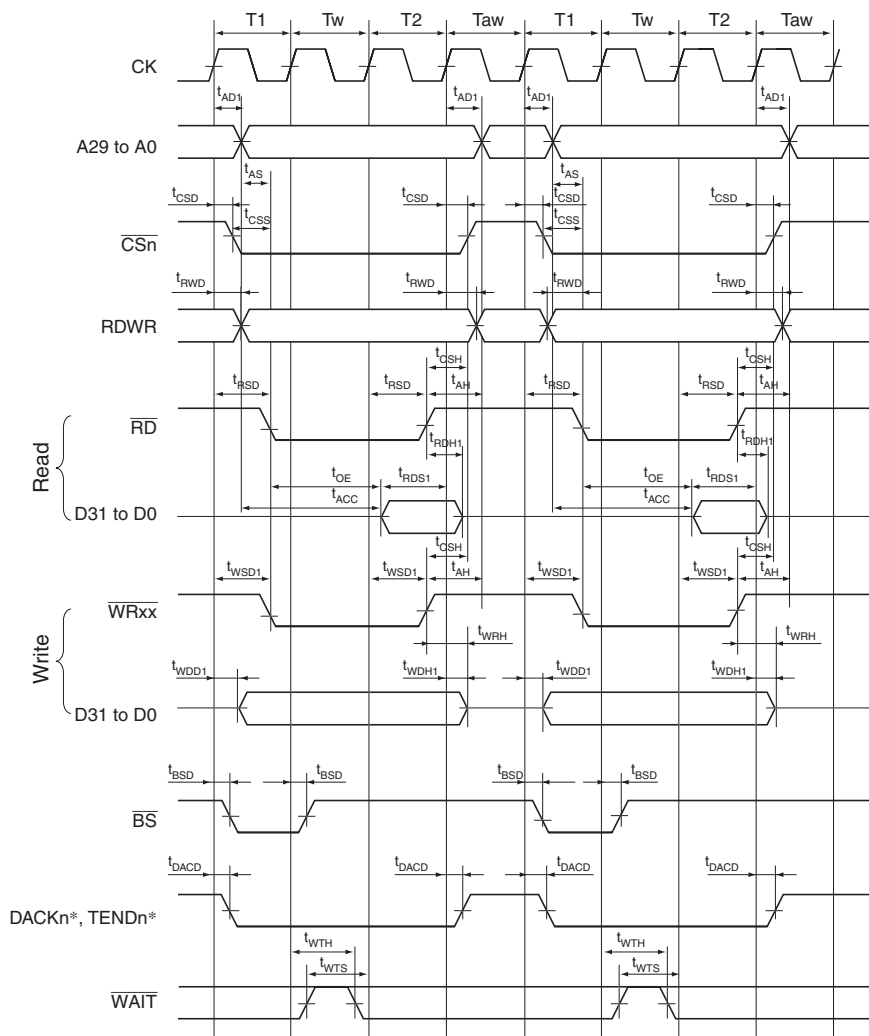 T1 Tw T2 Taw T1 Tw T2 Taw
CK
tAD1 tAD1 tAD1 tAD1
A29 to A0
tAS tAS
tCSD tCSD tCSD tCSD
tCSS tCSS
CSn
tRWD tRWD tRWD tRWD
RDWR
tCSH tCSH
tRSD tRSD tAH tRSD tRSD tAH
RD
tRDH1 tRDH1
Read
tOE tRDS1 tOE tRDS1
tACC tACC
D31 to D0
tCSH tCSH
tWSD1 tWSD1 tAH tWSD1 tWSD1 tAH
WRxx
tWRH tWRH
Write
tWDD1 tWDH1 tWDD1 tWDH1
D31 to D0
tBSD tBSD tBSD tBSD
BS
tDACD tDACD tDACD tDACD
DACKn*, TENDn*
tWTH tWTH
tWTS tWTS
WAIT